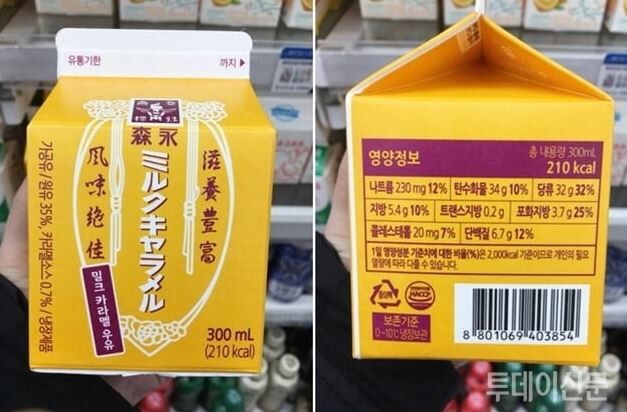 유통기한 까지
森永
ミルクキャラメル
滋養豊富
風味絶佳
밀크 카라멜 우유
가공유 / 원유 35%, 카라멜소스 0.7% / 냉장제품
300 mL
(210 kcal)
영양정보
총 내용량 300mL
210 kcal
나트륨 230 mg 12% 탄수화물 34 g 10% 당류 32 g 32%
지방 5.4 g 10% 트랜스지방 0.2 g 포화지방 3.7 g 25%
콜레스테롤 20 mg 7% 단백질 6.7 g 12%
1일 영양성분 기준치에 대한 비율(%)은 2,000kcal 기준이므로 개인의 필요
열량에 따라 다를 수 있습니다.
HACCP
보존기준
0~10℃ 냉장보관
8 801069 403854
투데이신문